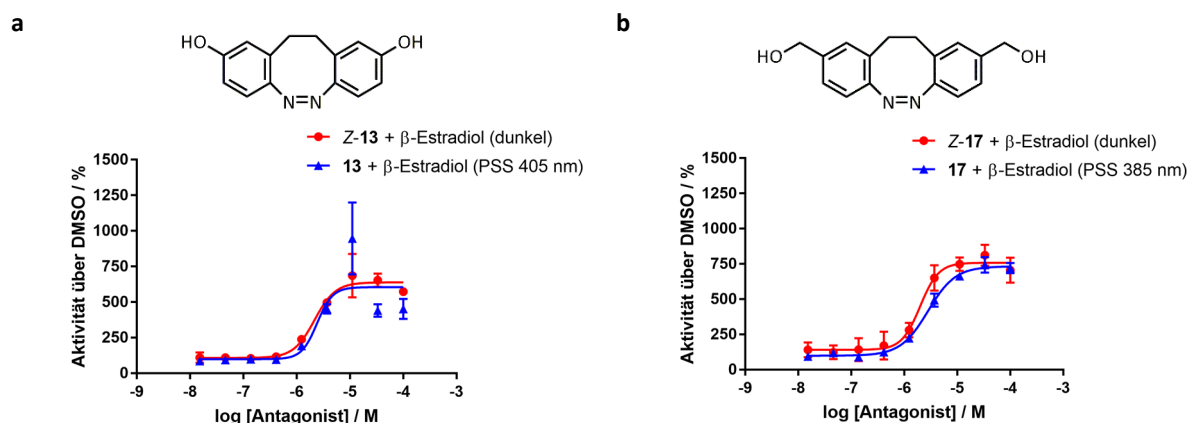 a
HO
OH
N=N
Z-13 + β-Estradiol (dunkel)
13 + β-Estradiol (PSS 405 nm)
Aktivität über DMSO / %
1500
1250
1000
750
500
250
0
-9 -8 -7 -6 -5 -4 -3
log [Antagonist] / M
b
HO
OH
N=N
Z-17 + β-Estradiol (dunkel)
17 + β-Estradiol (PSS 385 nm)
Aktivität über DMSO / %
1500
1250
1000
750
500
250
0
-9 -8 -7 -6 -5 -4 -3
log [Antagonist] / M